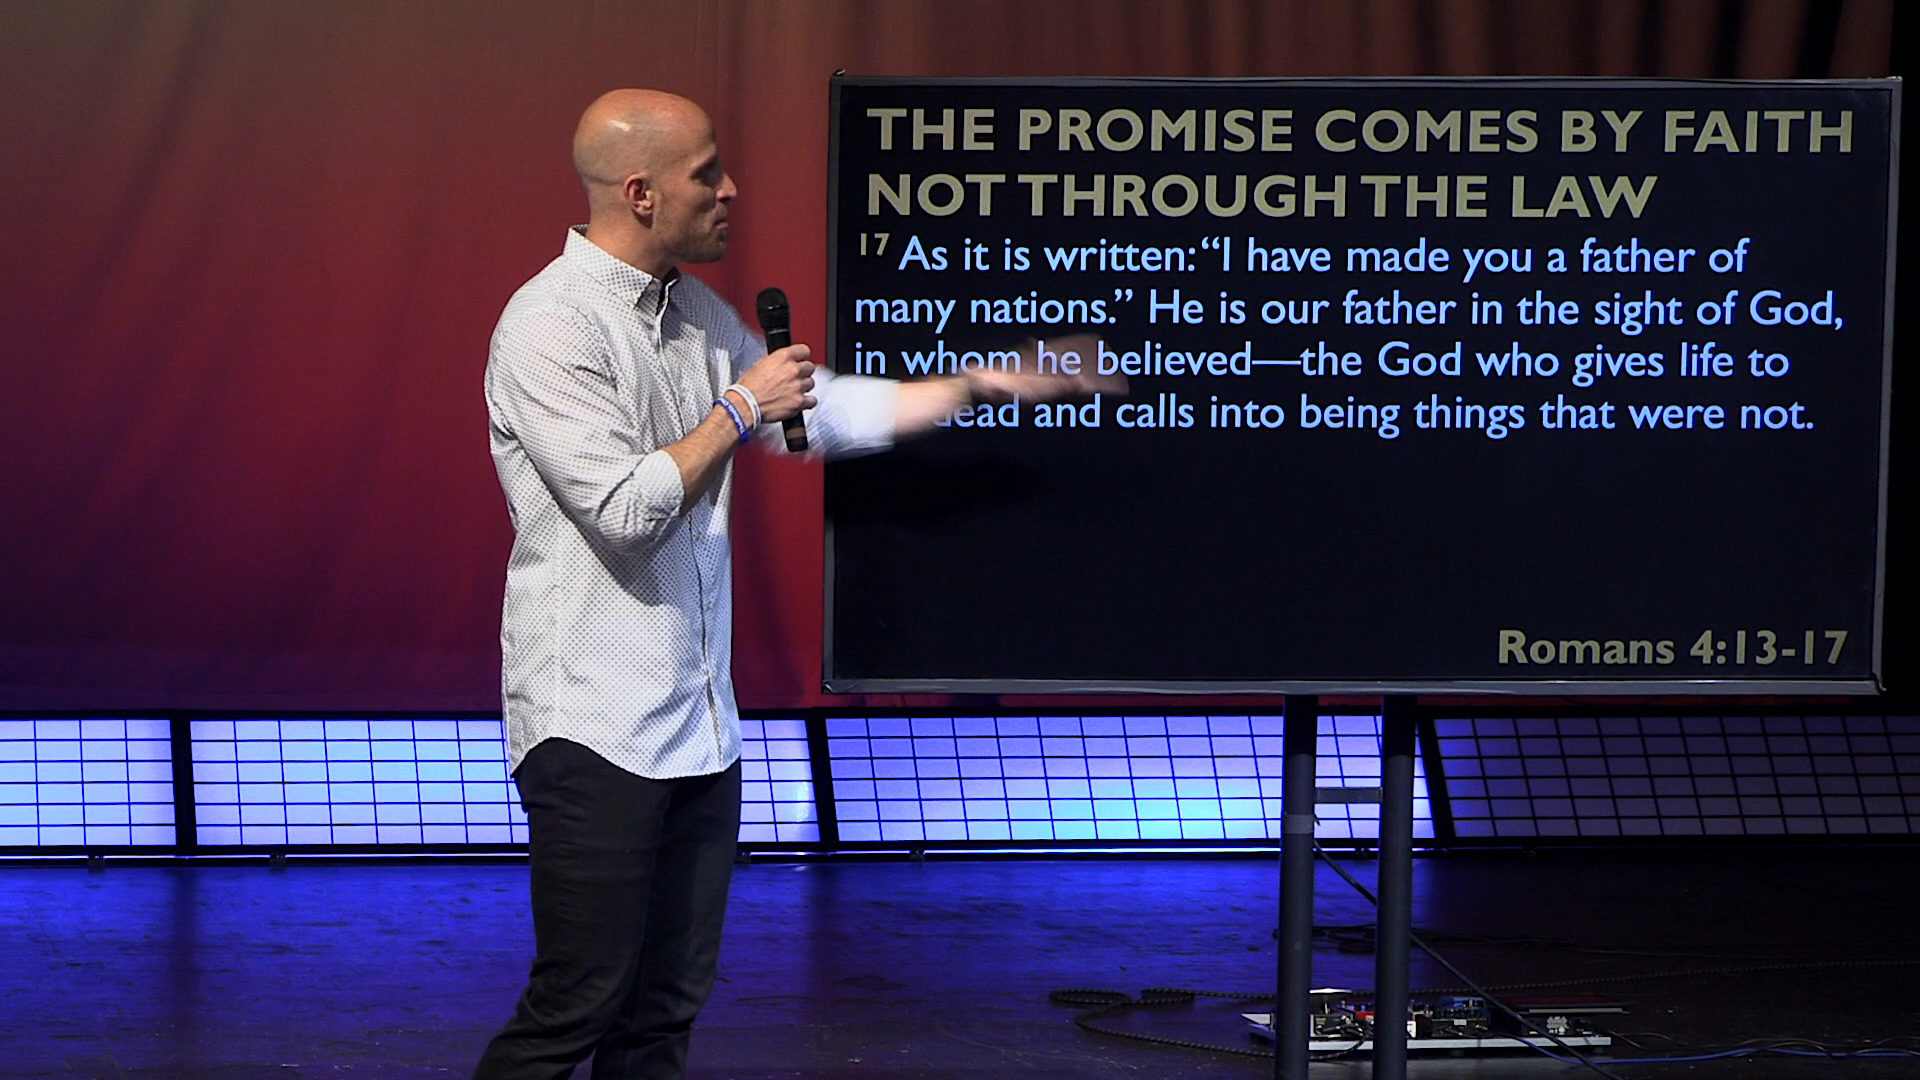 THE PROMISE COMES BY FAITH
NOT THROUGH THE LAW
17 As it is written: “I have made you a father of
many nations.” He is our father in the sight of God,
in whom he believed—the God who gives life to
dead and calls into being things that were not.
Romans 4:13-17